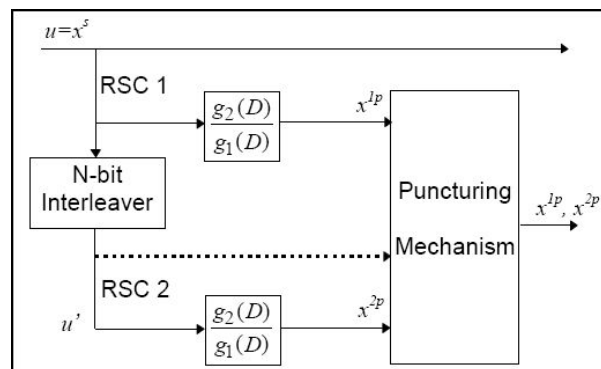 u=x^s
RSC 1
g₂(D)
g₁(D)
x^{1p}
N-bit
Interleaver
Puncturing
Mechanism
x^{1p}, x^{2p}
RSC 2
u'
g₂(D)
g₁(D)
x^{2p}